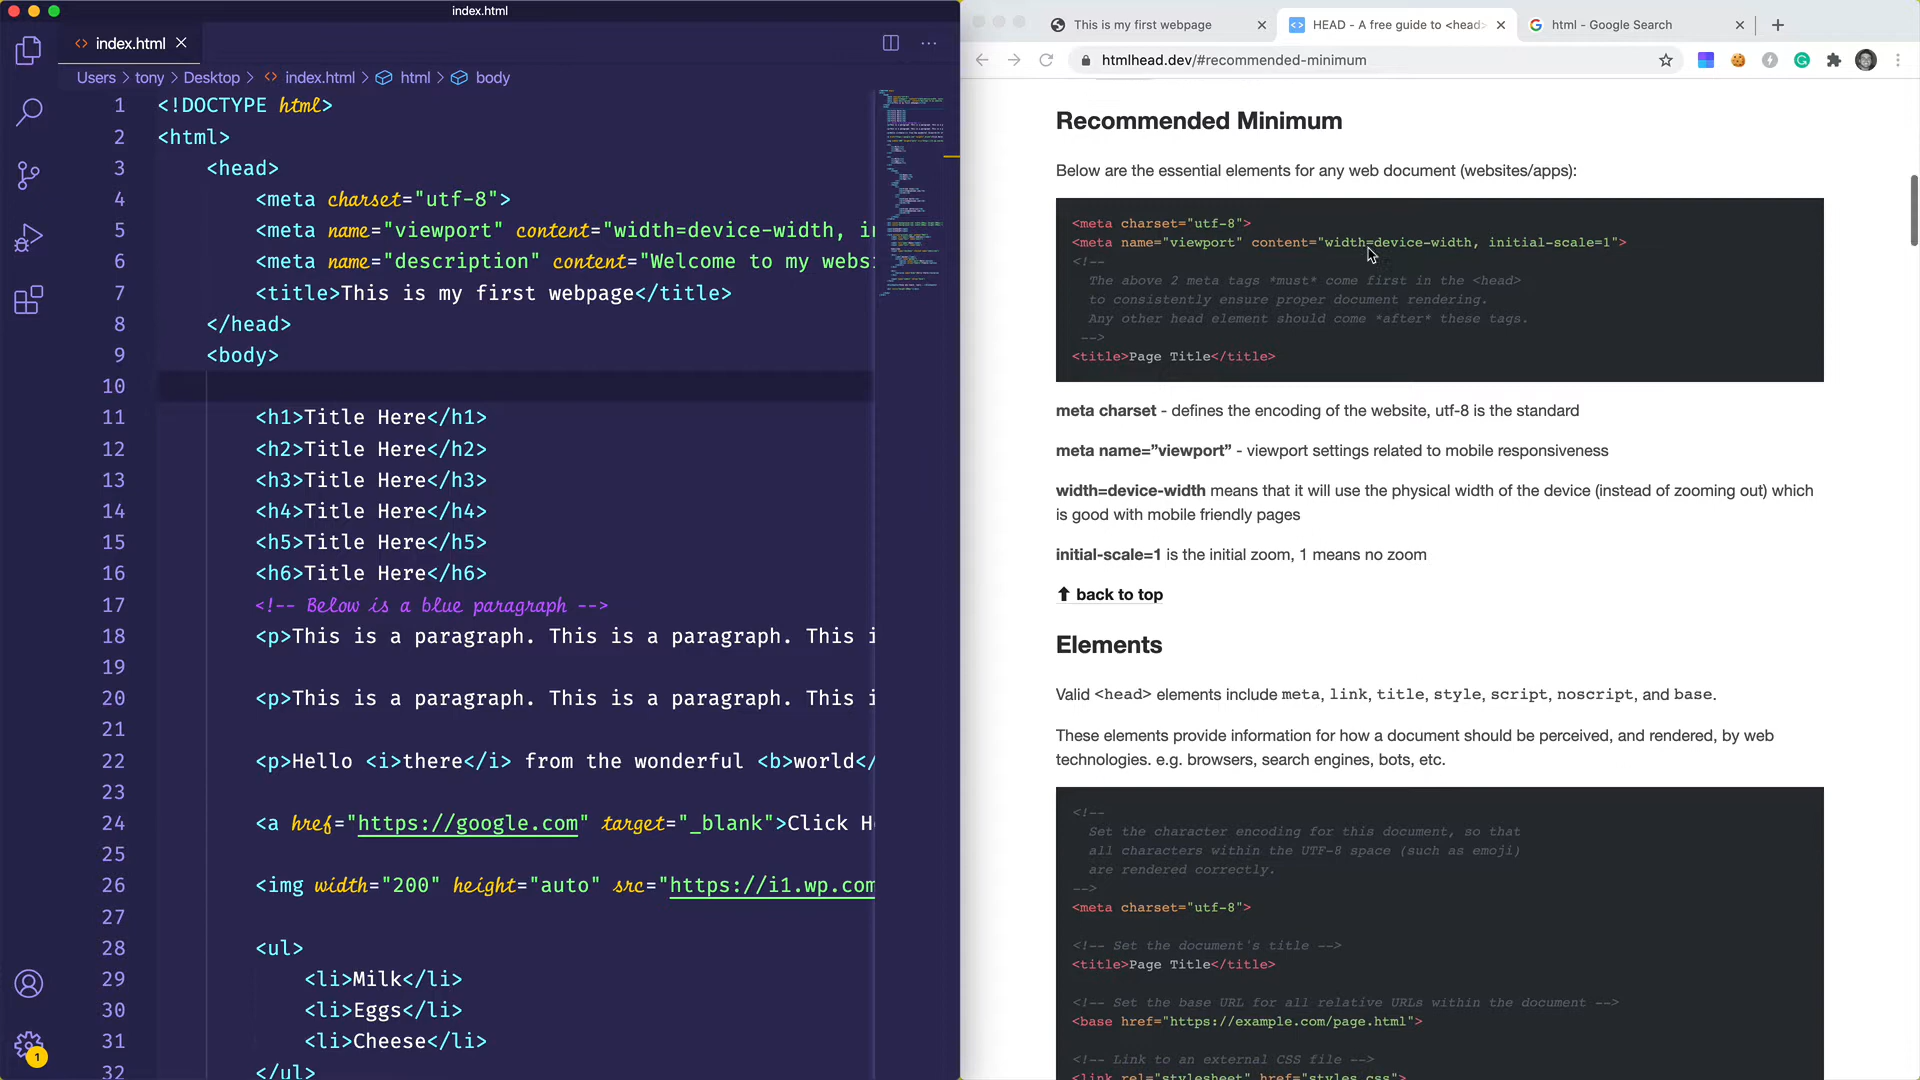 index.html
index.html
Users > tony > Desktop > index.html > html > body
1 <!DOCTYPE html>
2 <html>
3 <head>
4 <meta charset="utf-8">
5 <meta name="viewport" content="width=device-width, i
6 <meta name="description" content="Welcome to my webs
7 <title>This is my first webpage</title>
8 </head>
9 <body>
10
11 <h1>Title Here</h1>
12 <h2>Title Here</h2>
13 <h3>Title Here</h3>
14 <h4>Title Here</h4>
15 <h5>Title Here</h5>
16 <h6>Title Here</h6>
17 <!-- Below is a blue paragraph -->
18 <p>This is a paragraph. This is a paragraph. This i
19
20 <p>This is a paragraph. This is a paragraph. This i
21
22 <p>Hello <i>there</i> from the wonderful <b>world</
23
24 <a href="https://google.com" target="_blank">Click H
25
26 <img width="200" height="auto" src="https://i1.wp.com
27
28 <ul>
29 <li>Milk</li>
30 <li>Eggs</li>
31 <li>Cheese</li>
32 </ul>
1
This is my first webpage
HEAD - A free guide to <head>
html - Google Search
htmlhead.dev/#recommended-minimum
Recommended Minimum
Below are the essential elements for any web document (websites/apps):
<meta charset="utf-8">
<meta name="viewport" content="width=device-width, initial-scale=1">
<!--
The above 2 meta tags *must* come first in the <head>
to consistently ensure proper document rendering.
Any other head element should come *after* these tags.
-->
<title>Page Title</title>
meta charset - defines the encoding of the website, utf-8 is the standard
meta name=”viewport” - viewport settings related to mobile responsiveness
width=device-width means that it will use the physical width of the device (instead of zooming out) which
is good with mobile friendly pages
initial-scale=1 is the initial zoom, 1 means no zoom
⬆ back to top
Elements
Valid <head> elements include meta, link, title, style, script, noscript, and base.
These elements provide information for how a document should be perceived, and rendered, by web
technologies. e.g. browsers, search engines, bots, etc.
<!--
Set the character encoding for this document, so that
all characters within the UTF-8 space (such as emoji)
are rendered correctly.
-->
<meta charset="utf-8">
<!-- Set the document's title -->
<title>Page Title</title>
<!-- Set the base URL for all relative URLs within the document -->
<base href="https://example.com/page.html">
<!-- Link to an external CSS file -->
<link rel="stylesheet" href="styles.css">